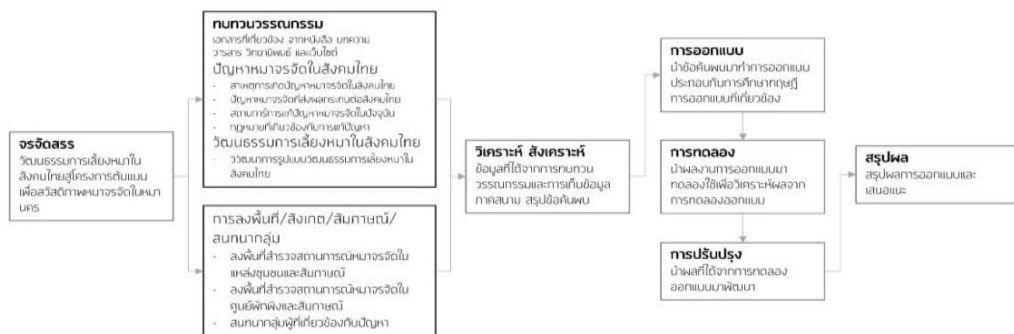 จรจัดสรร
วัฒนธรรมการเลี้ยงหมาใน
สังคมไทยสู่โครงการต้นแบบ
เพื่อสวัสดิภาพหมาจรจัดในหมา
นคร
ทบทวนวรรณกรรม
เอกสารที่เกี่ยวข้อง จากหนังสือ บทความ
วารสาร วิทยานิพนธ์ และเว็บไซต์
ปัญหาหมาจรจัดในสังคมไทย
- สาเหตุการเกิดปัญหาหมาจรจัดในสังคมไทย
- ปัญหาหมาจรจัดที่ส่งผลกระทบต่อสังคมไทย
- สถานการ์การแก้ปัญหาหมาจรจัดในปัจจุบัน
- กฎหมายที่เกี่ยวข้องกับการแก้ปัญหา
วัฒนธรรมการเลี้ยงหมาในสังคมไทย
- วิวัฒนาการรูปแบบวัฒนธรรมการเลี้ยงหมาใน
สังคมไทย
การลงพื้นที่/สังเกต/สัมภาษณ์/
สนทนากลุ่ม
- ลงพื้นที่สำรวจสถานการณ์หมาจรจัดใน
แหล่งชุมชนและสัมภาษณ์
- ลงพื้นที่สำรวจสถานการณ์หมาจรจัดใน
ศูนย์พักพิงและสัมภาษณ์
- สนทนากลุ่มผู้ที่เกี่ยวข้องกับปัญหา
วิเคราะห์ สังเคราะห์
ข้อมูลที่ได้จากการทบทวน
วรรณกรรมและการเก็บข้อมูล
ภาคสนาม สรุปข้อค้นพบ
การออกแบบ
นำข้อค้นพบมาทำการออกแบบ
ประกอบกับการศึกษาทฤษฎี
การออกแบบที่เกี่ยวข้อง
การทดลอง
นำผลงานการออกแบบมา
ทดลองใช้เพื่อวิเคราะห์ผลจาก
การทดลองออกแบบ
การปรับปรุง
นำผลที่ได้จากการทดลอง
ออกแบบมาพัฒนา
สรุปผล
สรุปผลการออกแบบและ
เสนอแนะ